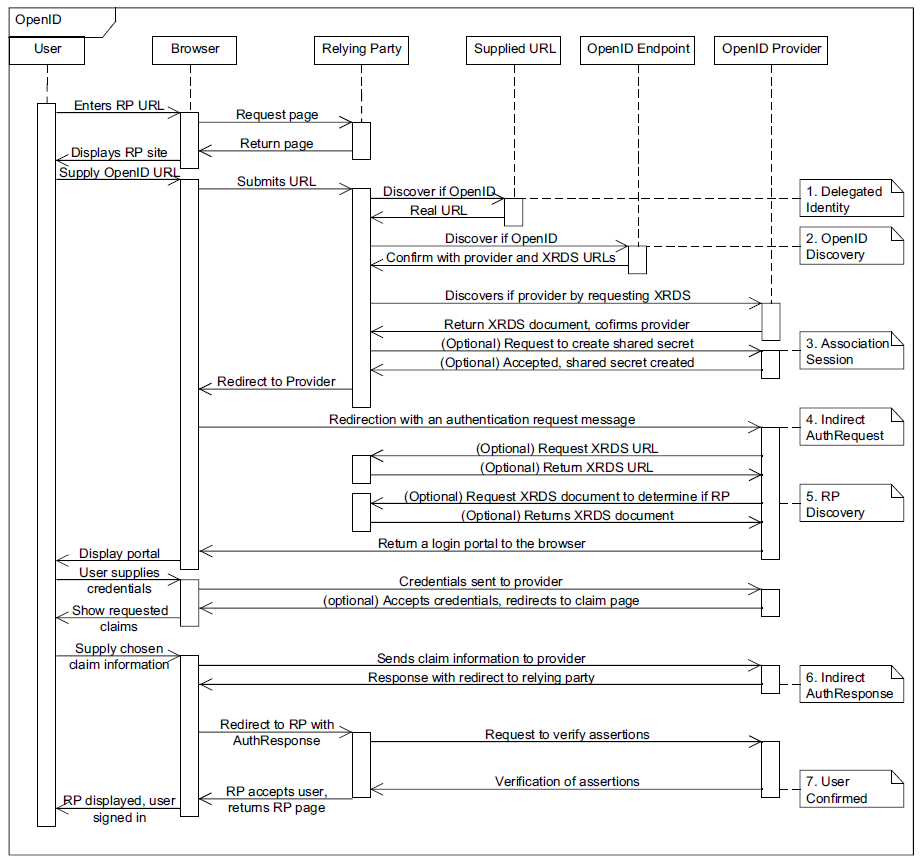 OpenID
User
Browser
Relying Party
Supplied URL
OpenID Endpoint
OpenID Provider
Enters RP URL
Request page
Return page
Displays RP site
Supply OpenID URL
Submits URL
Discover if OpenID
1. Delegated
Identity
Real URL
Discover if OpenID
2. OpenID
Discovery
Confirm with provider and XRDS URLs
Discovers if provider by requesting XRDS
Return XRDS document, cofirms provider
(Optional) Request to create shared secret
3. Association
Session
(Optional) Accepted, shared secret created
Redirect to Provider
Redirection with an authentication request message
4. Indirect
AuthRequest
(Optional) Request XRDS URL
(Optional) Return XRDS URL
(Optional) Request XRDS document to determine if RP
5. RP
Discovery
(Optional) Returns XRDS document
Return a login portal to the browser
Display portal
User supplies
credentials
Credentials sent to provider
(optional) Accepts credentials, redirects to claim page
Show requested
claims
Supply chosen
claim information
Sends claim information to provider
Response with redirect to relying party
6. Indirect
AuthResponse
Redirect to RP with
AuthResponse
Request to verify assertions
Verification of assertions
7. User
Confirmed
RP accepts user,
returns RP page
RP displayed, user
signed in